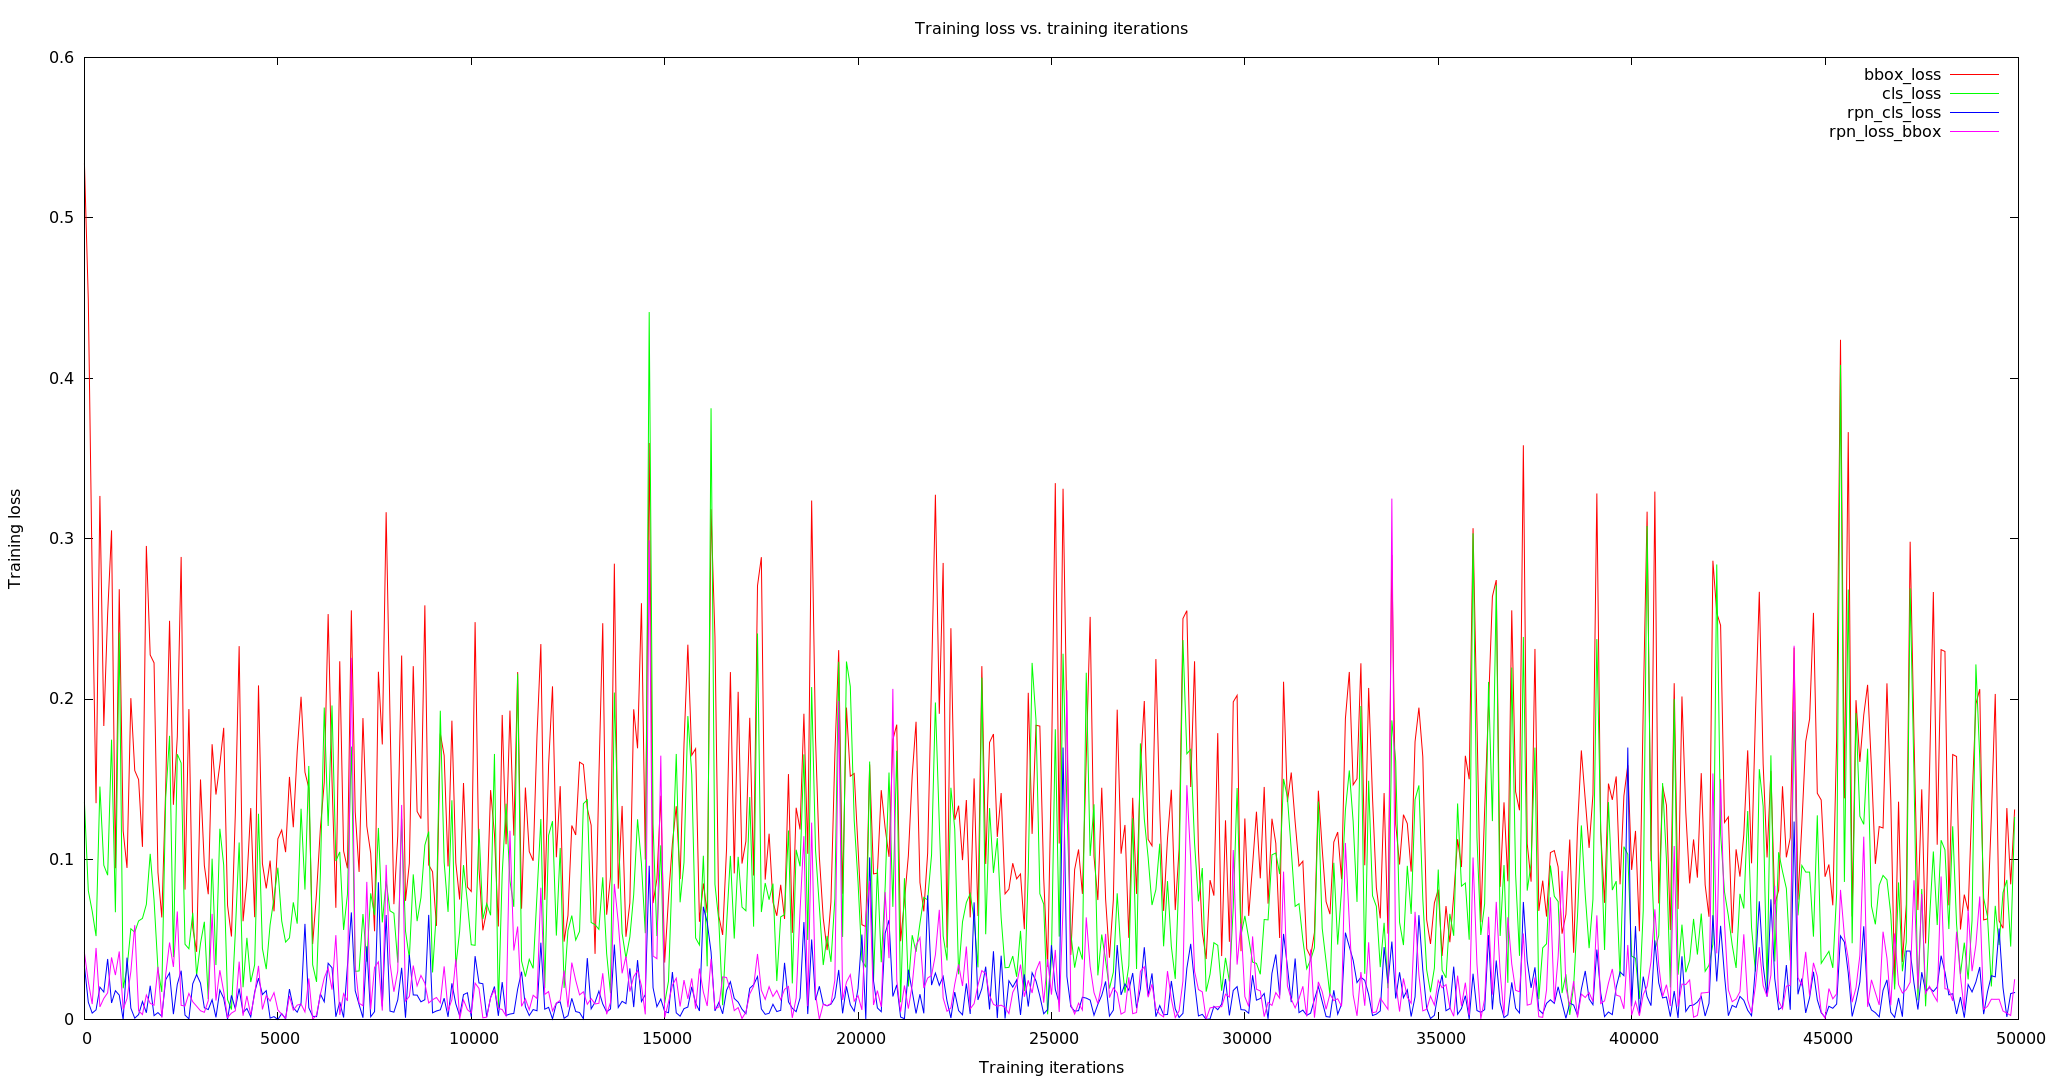 Training loss vs. training iterations
0.6
0.5
0.4
0.3
0.2
0.1
0
Training loss
bbox_loss
cls_loss
rpn_cls_loss
rpn_loss_bbox
0 5000 10000 15000 20000 25000 30000 35000 40000 45000 50000
Training iterations